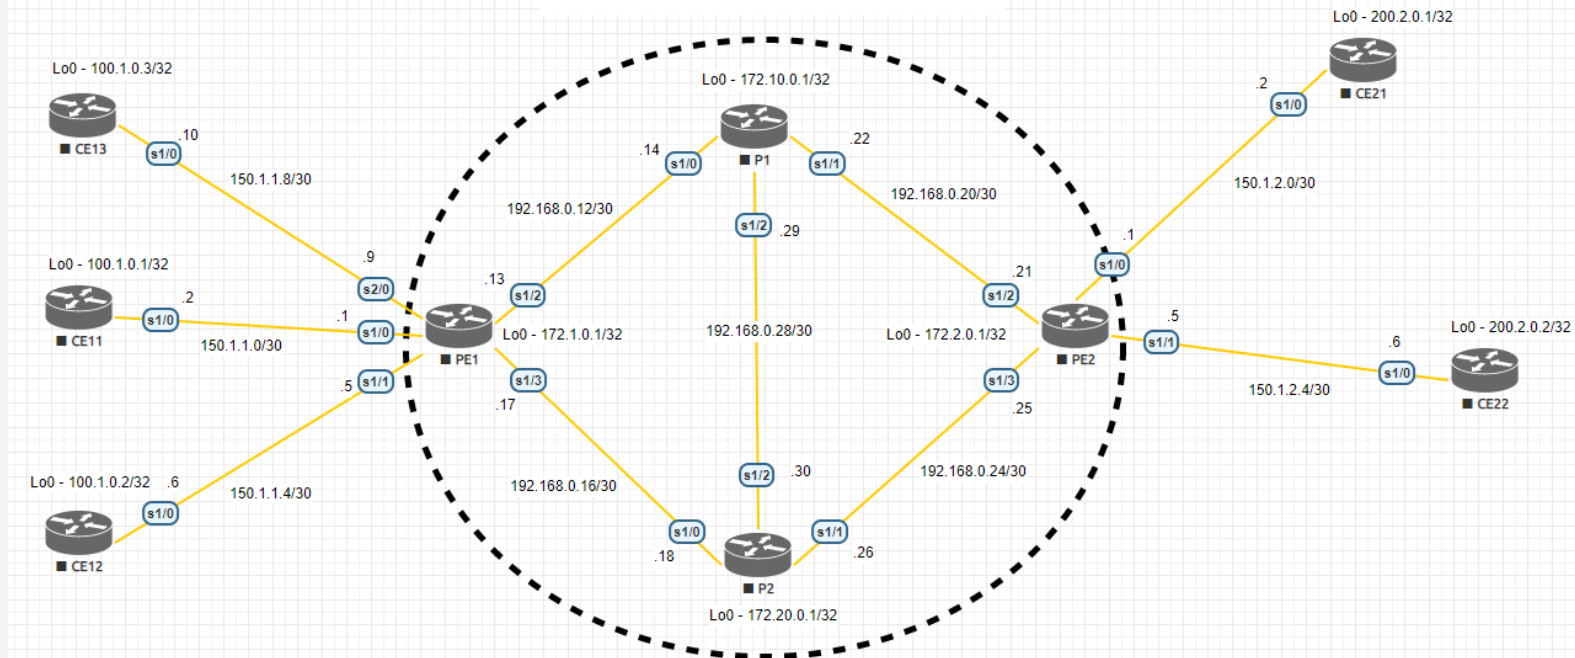 Lo0 - 200.2.0.1/32
.2
s1/0
■ CE21
Lo0 - 100.1.0.3/32
.10
s1/0
■ CE13
150.1.1.8/30
.9
s2/0
Lo0 - 172.10.0.1/32
.14
s1/0
■ P1
.22
s1/1
192.168.0.12/30
192.168.0.20/30
150.1.2.0/30
s1/2
.29
.1
s1/0
Lo0 - 100.1.0.1/32
.2
s1/0
■ CE11
150.1.1.0/30
.1
s1/0
.13
s1/2
Lo0 - 172.1.0.1/32
■ PE1
192.168.0.28/30
.21
s1/2
Lo0 - 172.2.0.1/32
■ PE2
.5
s1/1
.6
s1/0
Lo0 - 200.2.0.2/32
■ CE22
150.1.2.4/30
.5
s1/1
s1/3
.17
s1/3
.25
Lo0 - 100.1.0.2/32
.6
s1/0
■ CE12
150.1.1.4/30
192.168.0.16/30
s1/2
.30
192.168.0.24/30
s1/0
.18
s1/1
.26
■ P2
Lo0 - 172.20.0.1/32